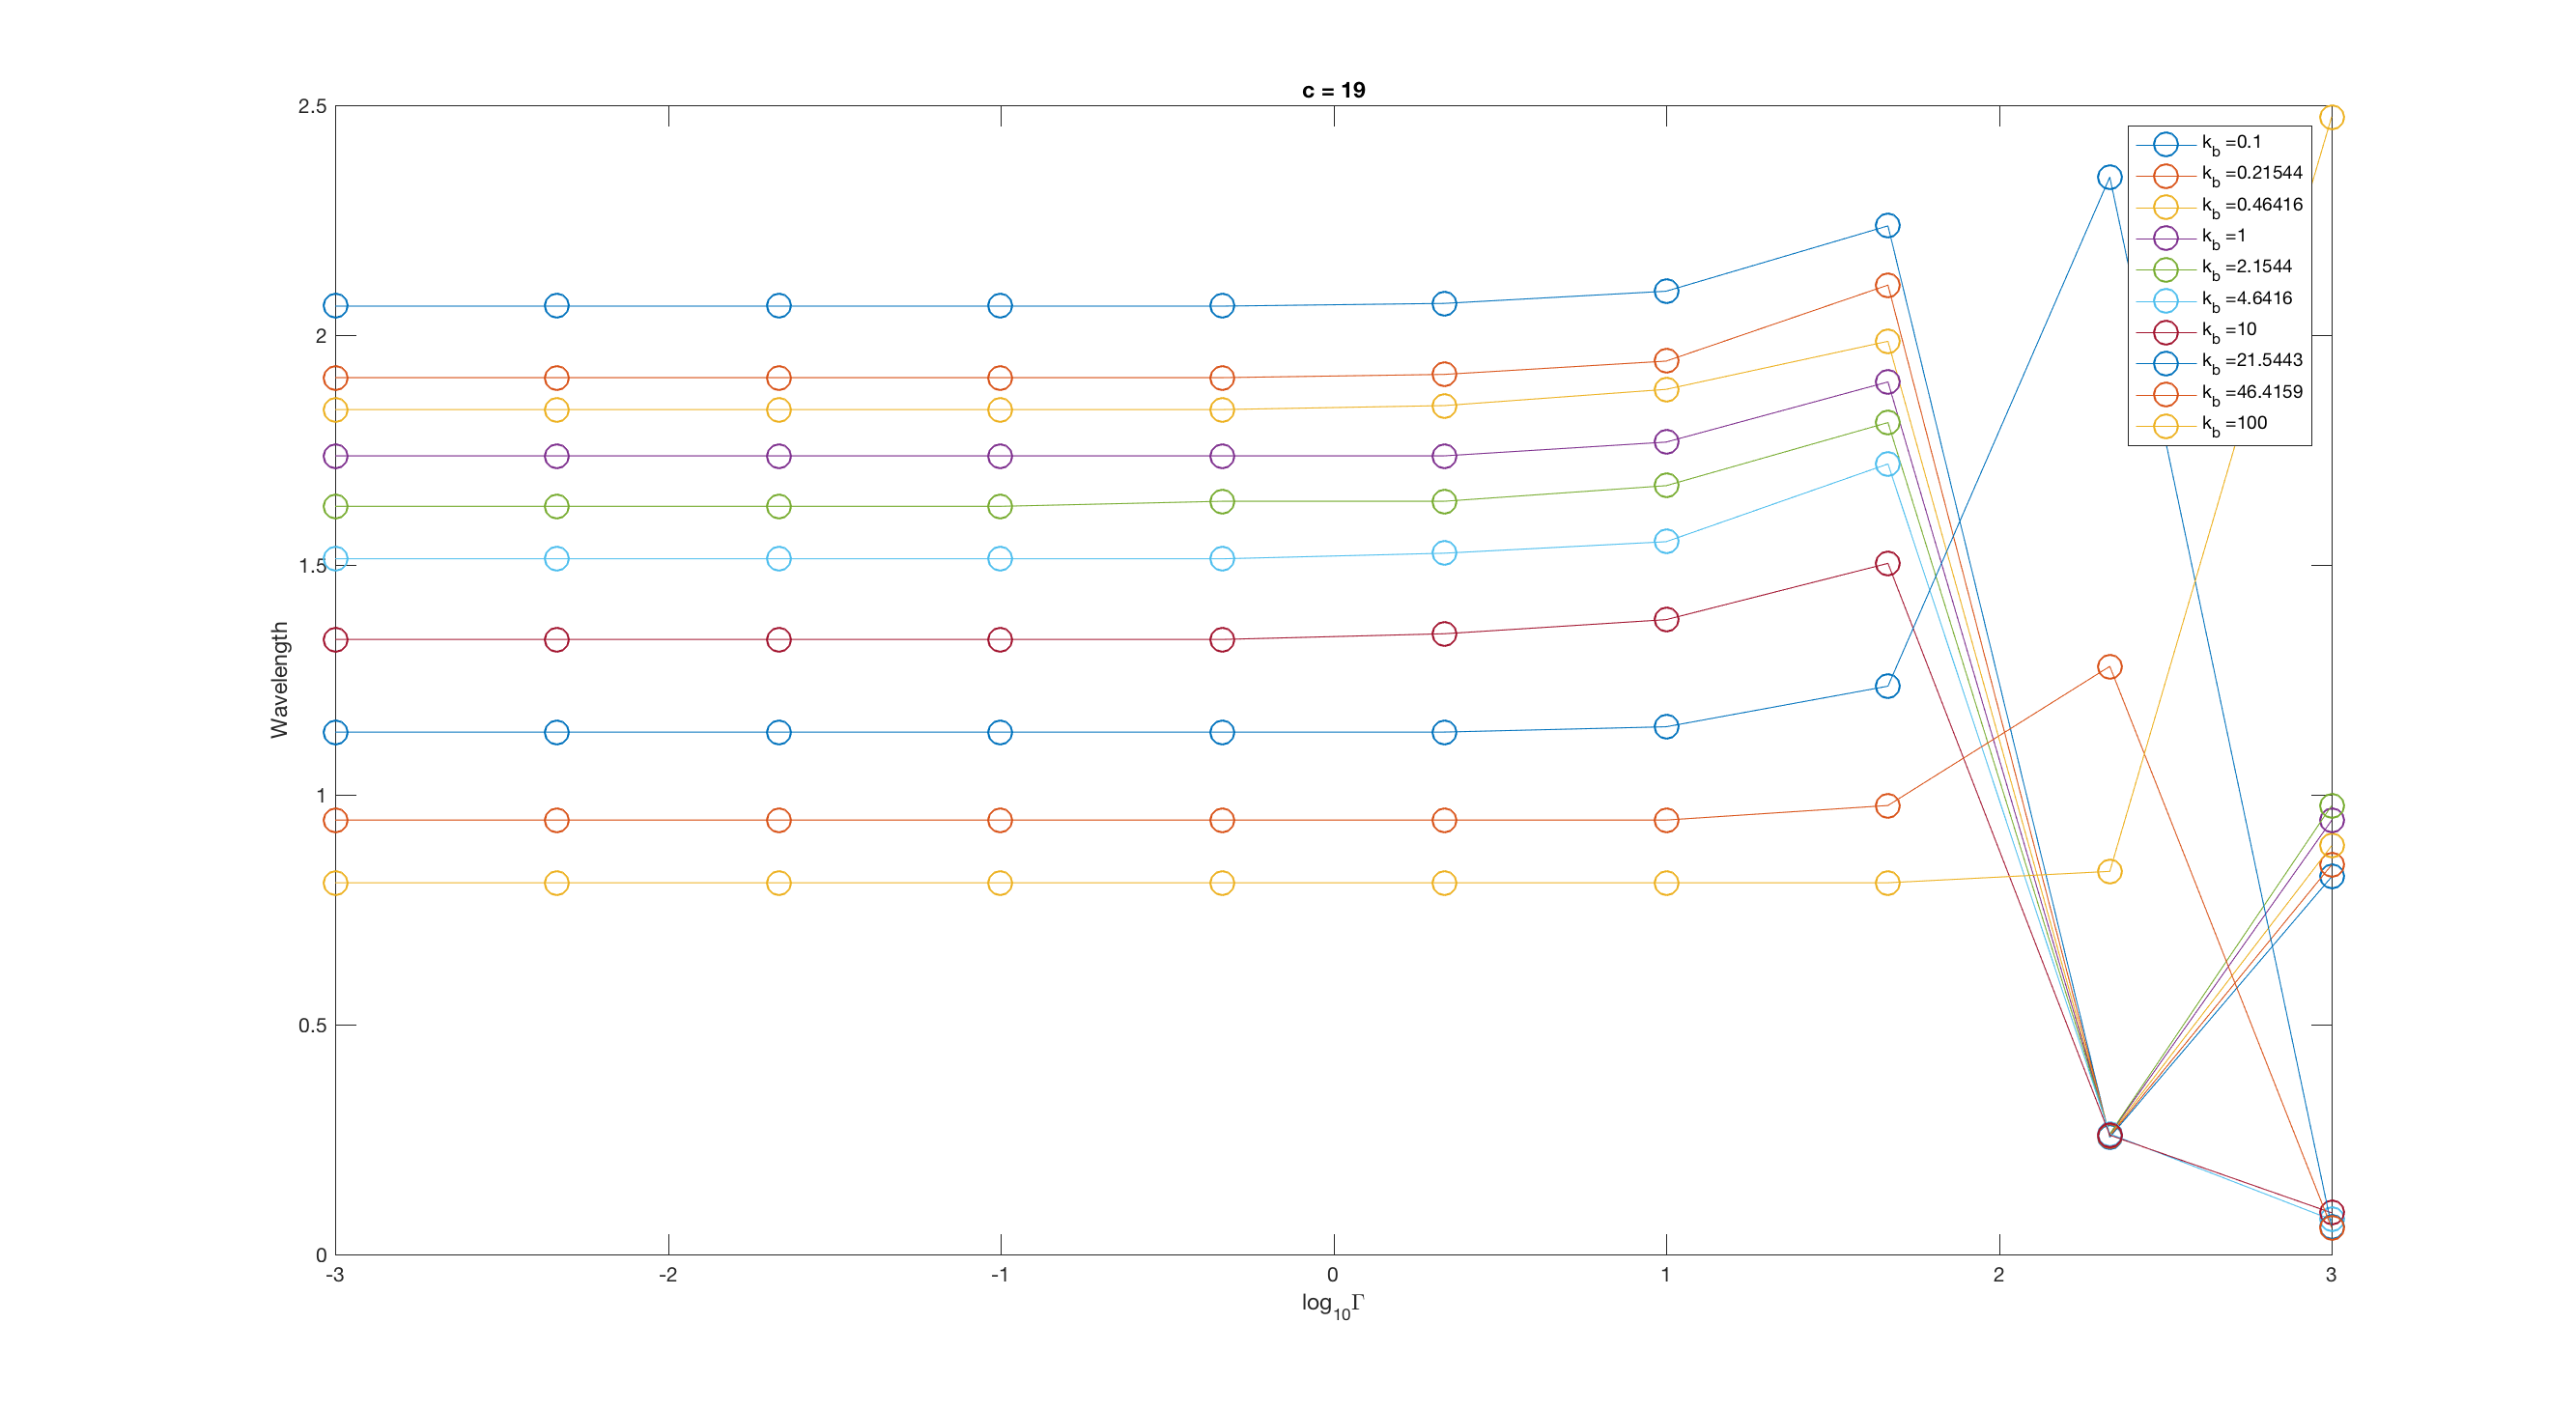 c = 19
2.5
2
1.5
1
0.5
0
Wavelength
-3
-2
-1
0
1
2
3
log10Γ
kb =0.1
kb =0.21544
kb =0.46416
kb =1
kb =2.1544
kb =4.6416
kb =10
kb =21.5443
kb =46.4159
kb =100